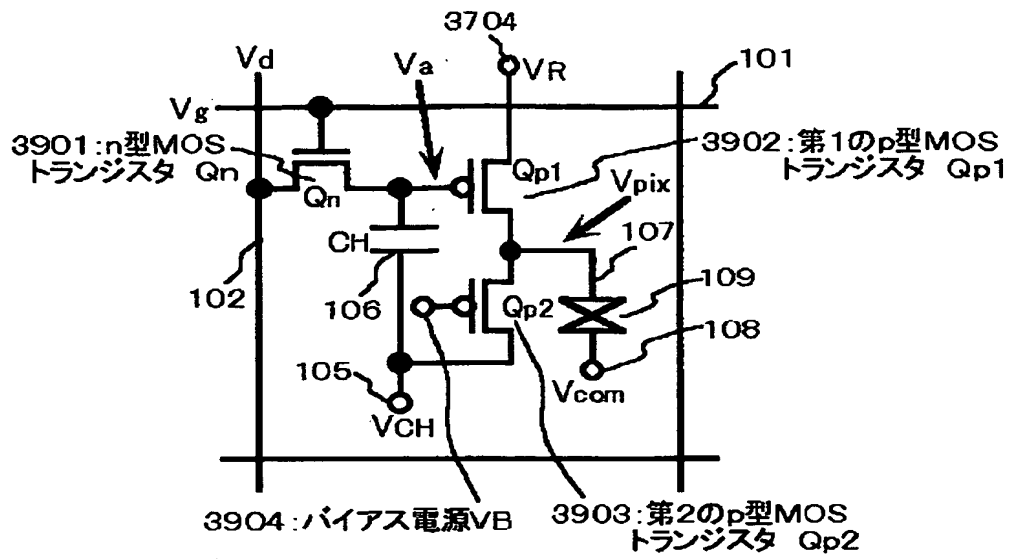 3704
Vd
Va
VR
101
Vg
3901:n型MOS
トランジスタ Qn
3902:第1のp型MOS
トランジスタ Qp1
Qn
Qp1
Vpix
CH
107
102
106
Qp2
109
105
108
VCH
Vcom
3904:バイアス電源VB
3903:第2のp型MOS
トランジスタ Qp2